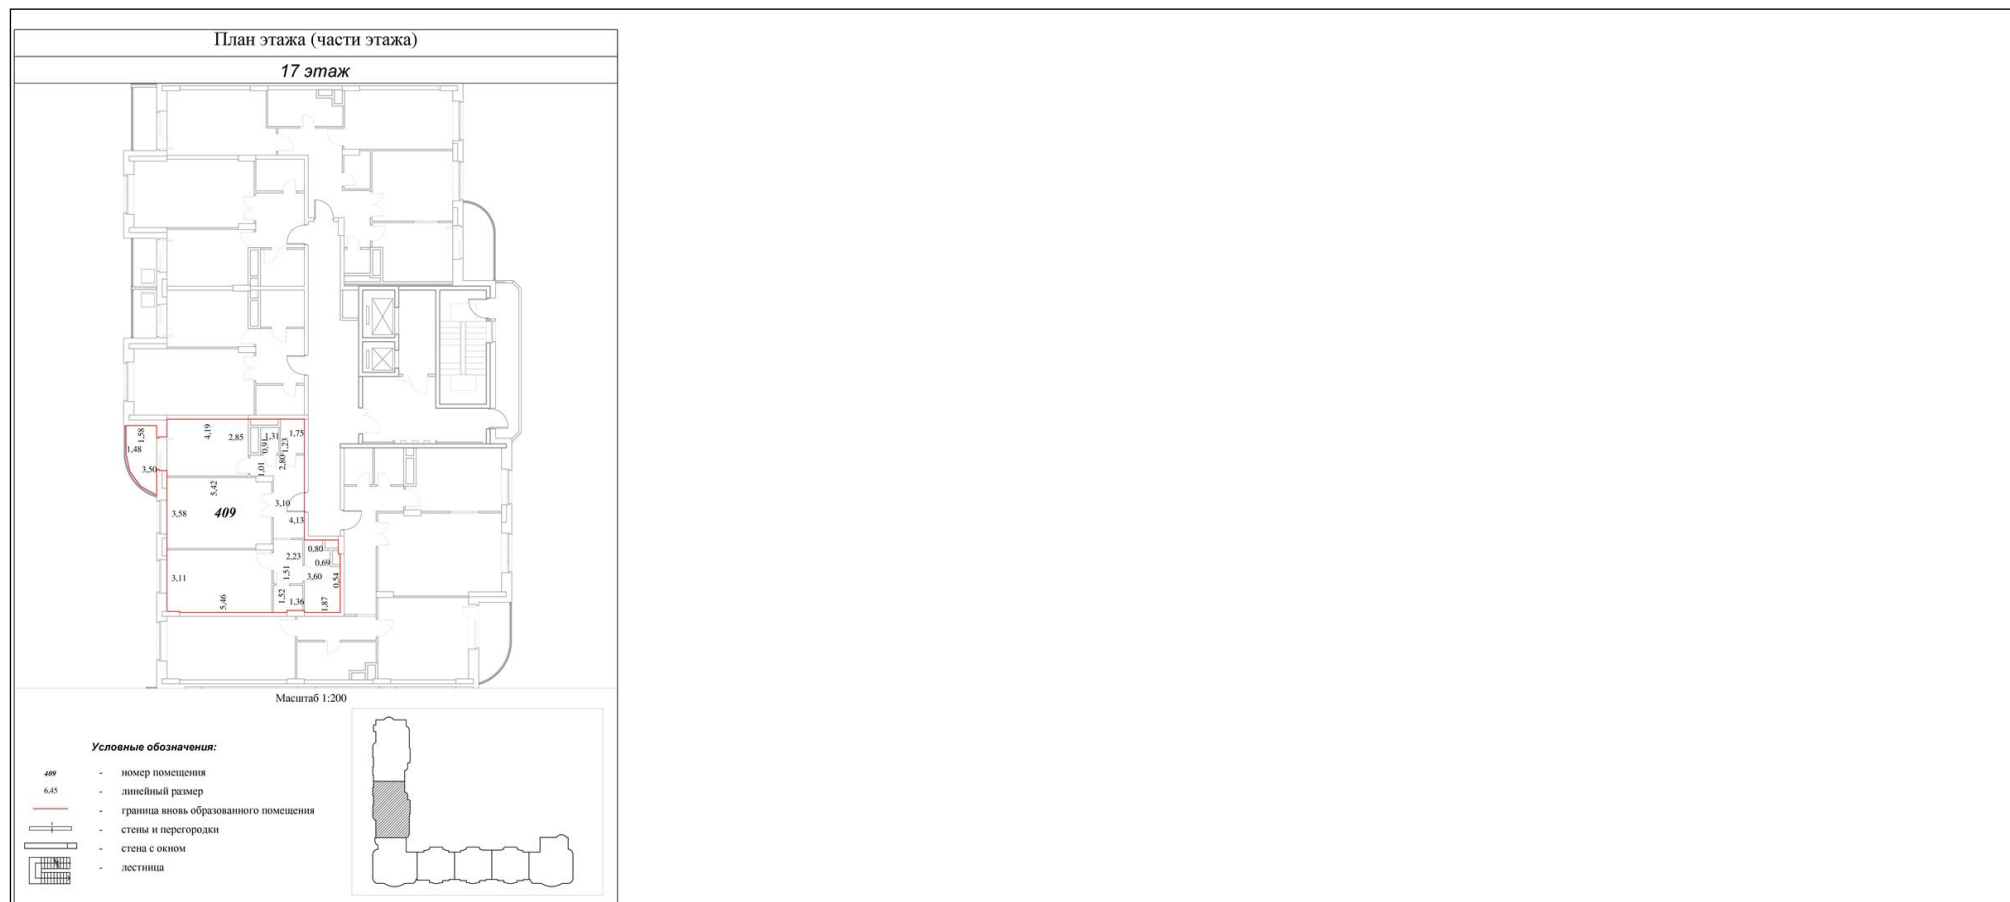 План этажа (части этажа)
17 этаж
1,58
4,19
2,85
1,31
1,75
0,91
1,23
1,48
3,50
1,01
2,80
5,42
3,58
409
3,10
4,13
0,80
2,23
0,69
3,11
1,51
3,60
0,54
5,46
1,52
1,36
1,87
Масштаб 1:200
Условные обозначения:
409 - номер помещения
6,45 - линейный размер
- граница вновь образованного помещения
- стены и перегородки
- стена с окном
- лестница